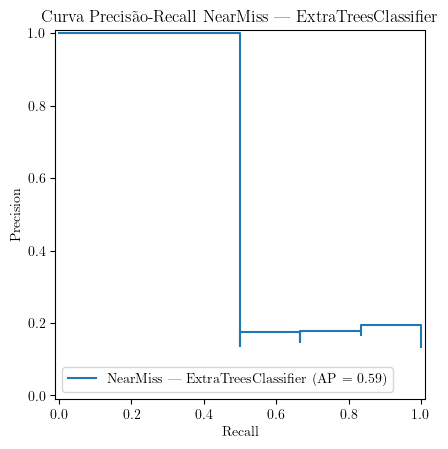 Curva Precisão-Recall NearMiss — ExtraTreesClassifier
1.0
0.8
0.6
0.4
0.2
0.0
Precision
NearMiss — ExtraTreesClassifier (AP = 0.59)
0.0 0.2 0.4 0.6 0.8 1.0
Recall